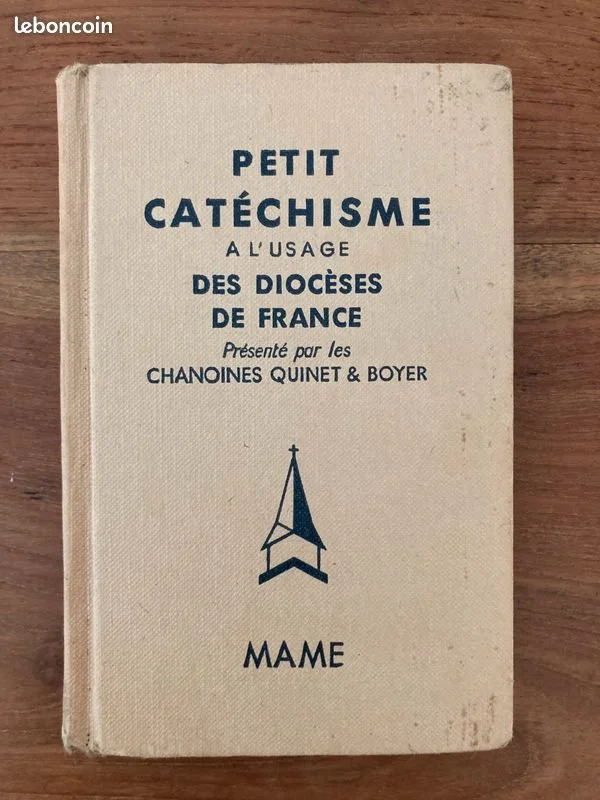 leboncoin
PETIT
CATÉCHISME
A L'USAGE
DES DIOCÈSES
DE FRANCE
Présenté par les
CHANOINES QUINET & BOYER
MAME